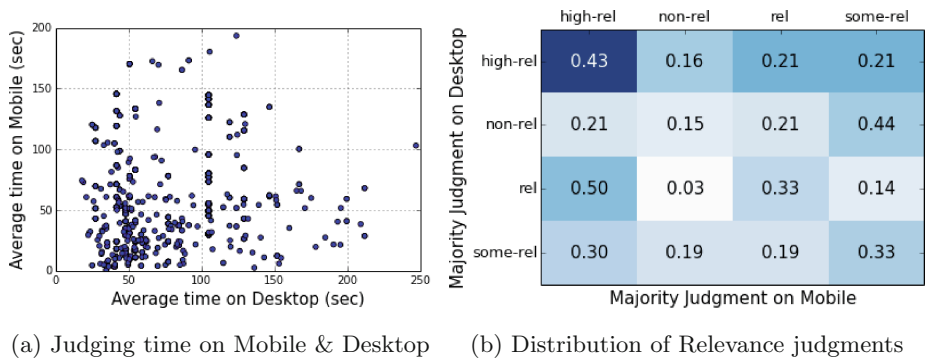 200
150
100
50
0
0 50 100 150 200 250
Average time on Mobile (sec)
Average time on Desktop (sec)
(a) Judging time on Mobile & Desktop
high-rel non-rel rel some-rel
high-rel 0.43 0.16 0.21 0.21
non-rel 0.21 0.15 0.21 0.44
rel 0.50 0.03 0.33 0.14
some-rel 0.30 0.19 0.19 0.33
Majority Judgment on Desktop
Majority Judgment on Mobile
(b) Distribution of Relevance judgments